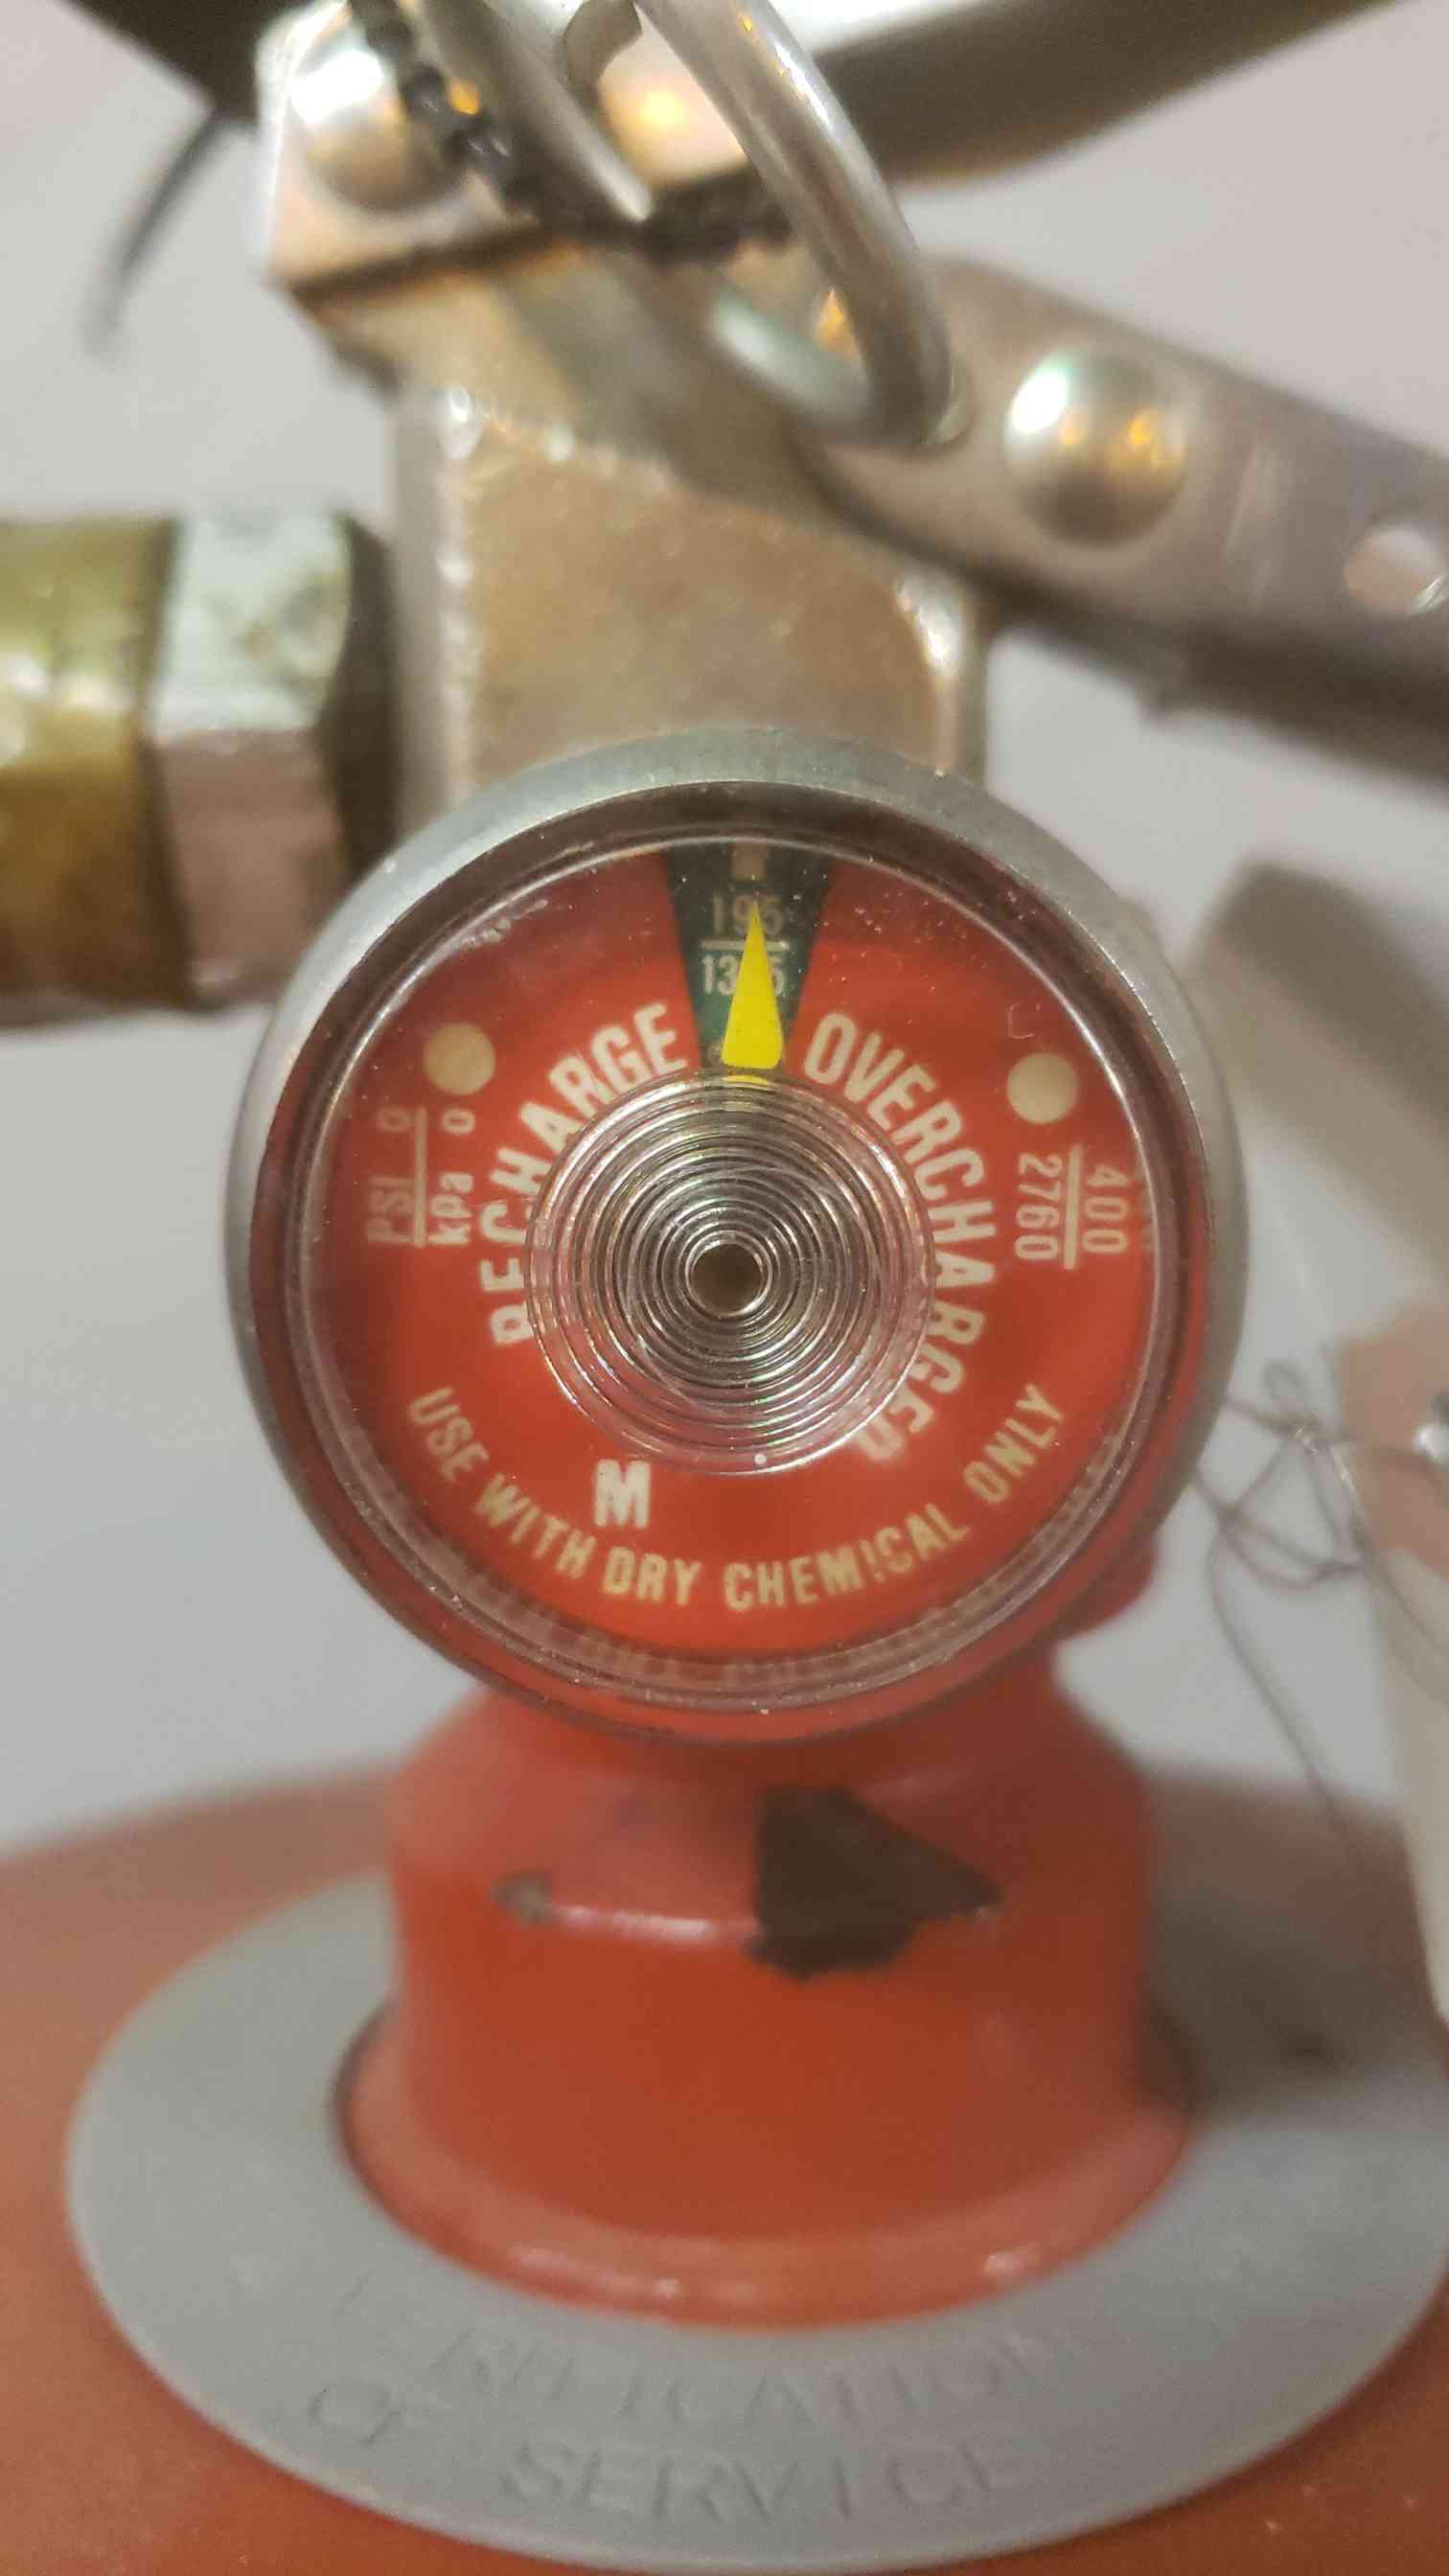 195
1345
RECHARGE
OVERCHARGED
0 PSI
0 kPa
400
2760
M
USE WITH DRY CHEMICAL ONLY
OF SERVICE